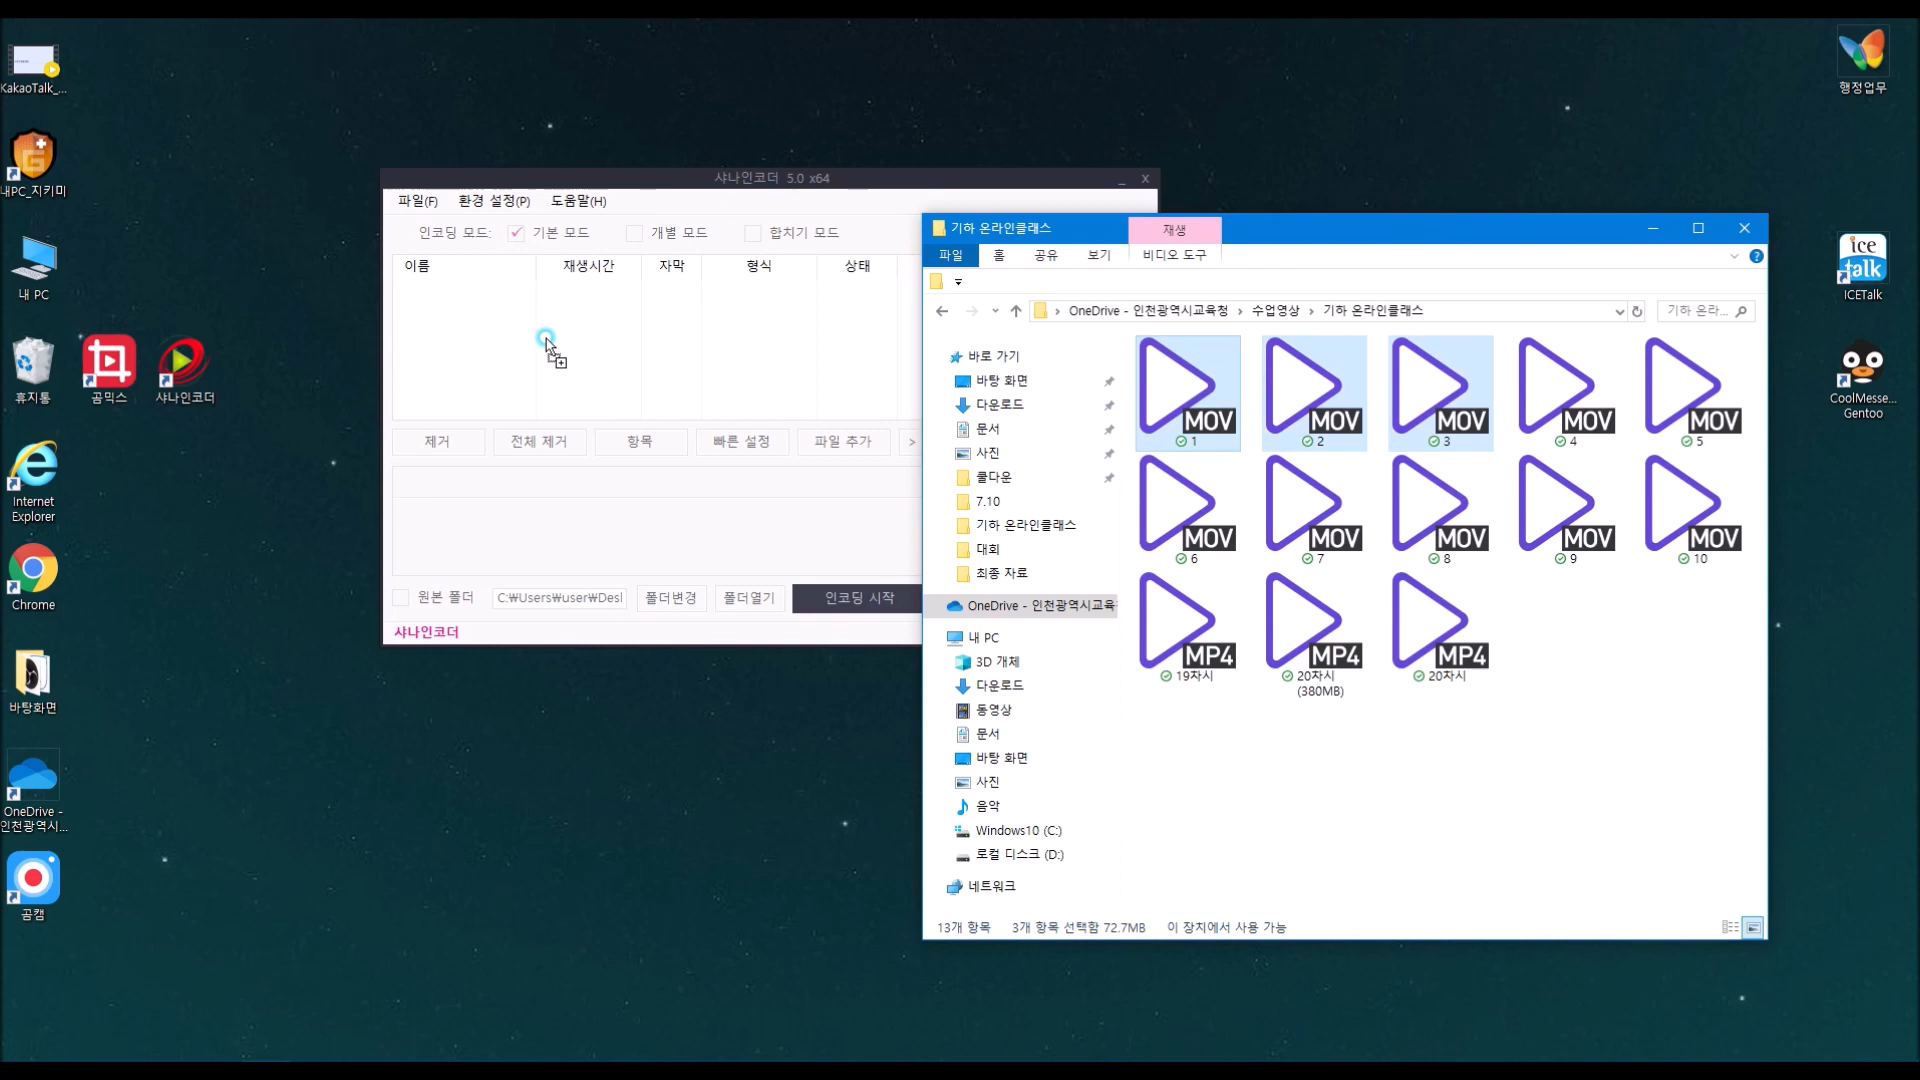 KakaoTalk_...
내PC_지키미
내 PC
휴지통
곰믹스
샤나인코더
Internet
Explorer
Chrome
바탕화면
OneDrive -
인천광역시...
곰캠
행정업무
ice
talk
ICETalk
CoolMesse...
Gentoo
샤나인코더 5.0 x64
_ x
파일(F) 환경 설정(P) 도움말(H)
인코딩 모드: 기본 모드 개별 모드 합치기 모드
이름 재생시간 자막 형식 상태
제거 전체 제거 항목 빠른 설정 파일 추가 >
원본 폴더 C:₩Users₩user₩Desl 폴더변경 폴더열기 인코딩 시작
샤나인코더
기하 온라인클래스 재생
파일 홈 공유 보기 비디오 도구
OneDrive - 인천광역시교육청 › 수업영상 › 기하 온라인클래스 기하 온라...
바로 가기
바탕 화면
다운로드
문서
사진
쿨다운
7.10
기하 온라인클래스
대회
최종 자료
OneDrive - 인천광역시교육
내 PC
3D 개체
다운로드
동영상
문서
바탕 화면
사진
음악
Windows10 (C:)
로컬 디스크 (D:)
네트워크
MOV MOV MOV MOV MOV
1 2 3 4 5
MOV MOV MOV MOV MOV
6 7 8 9 10
MP4 MP4 MP4
19차시 20차시 20차시
(380MB)
13개 항목 3개 항목 선택함 72.7MB 이 장치에서 사용 가능